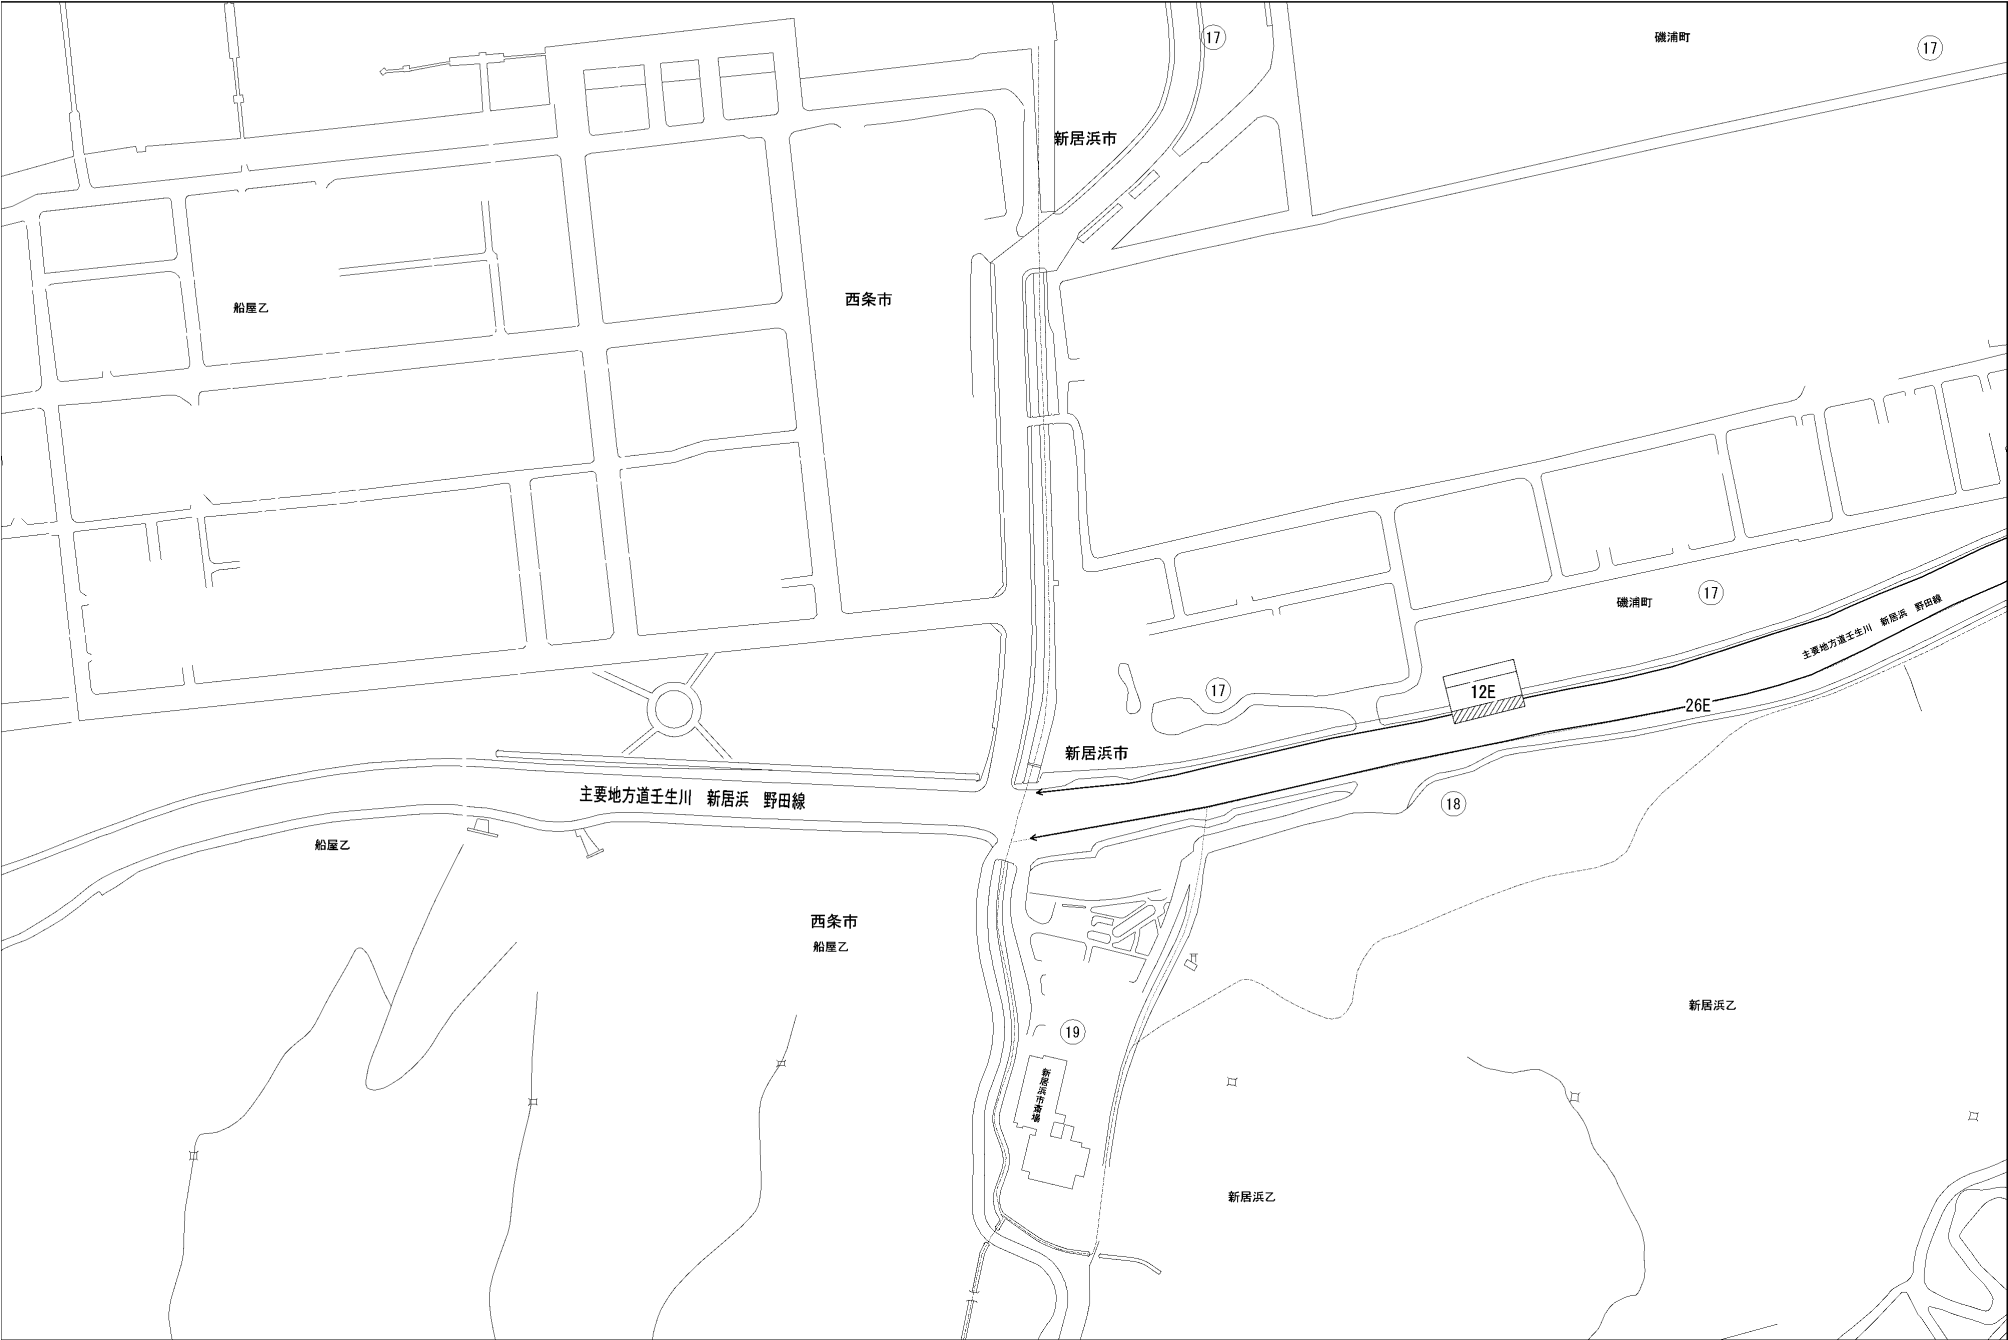 17
磯浦町
17
新居浜市
西条市
船屋乙
磯浦町
17
主要地方道壬生川　新居浜　野田線
17
12E
26E
新居浜市
主要地方道壬生川　新居浜　野田線
18
船屋乙
西条市
船屋乙
新居浜乙
19
新居浜市斎場
新居浜乙